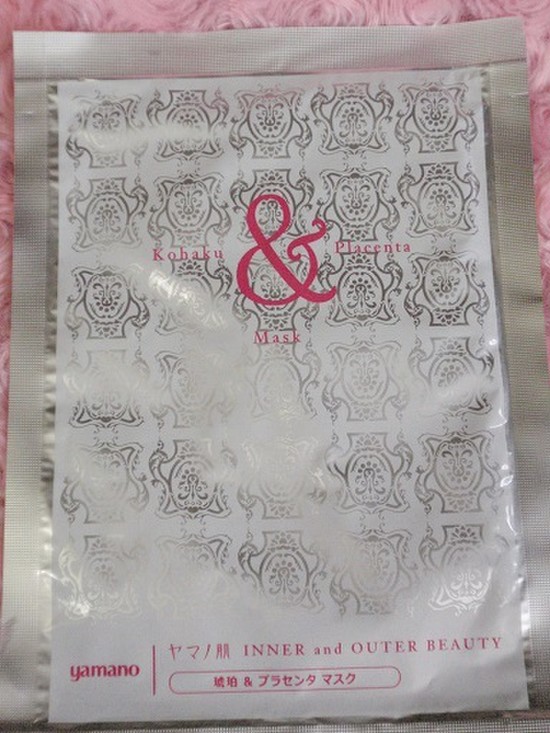 Kohaku & Placenta
Mask
yamano
ヤマノ肌 INNER and OUTER BEAUTY
琥珀 & プラセンタ マスク